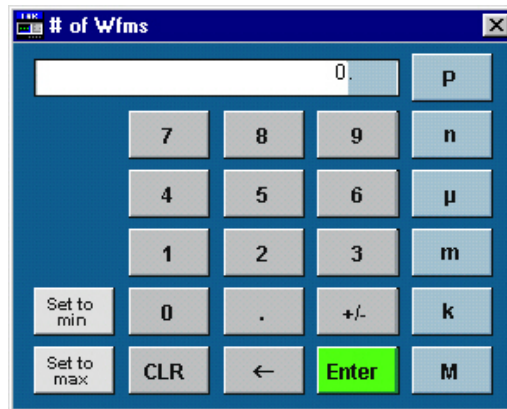 # of Wfms
0.
p
7 8 9 n
4 5 6 µ
1 2 3 m
Set to
min
0 . +/- k
Set to
max
CLR ← Enter M